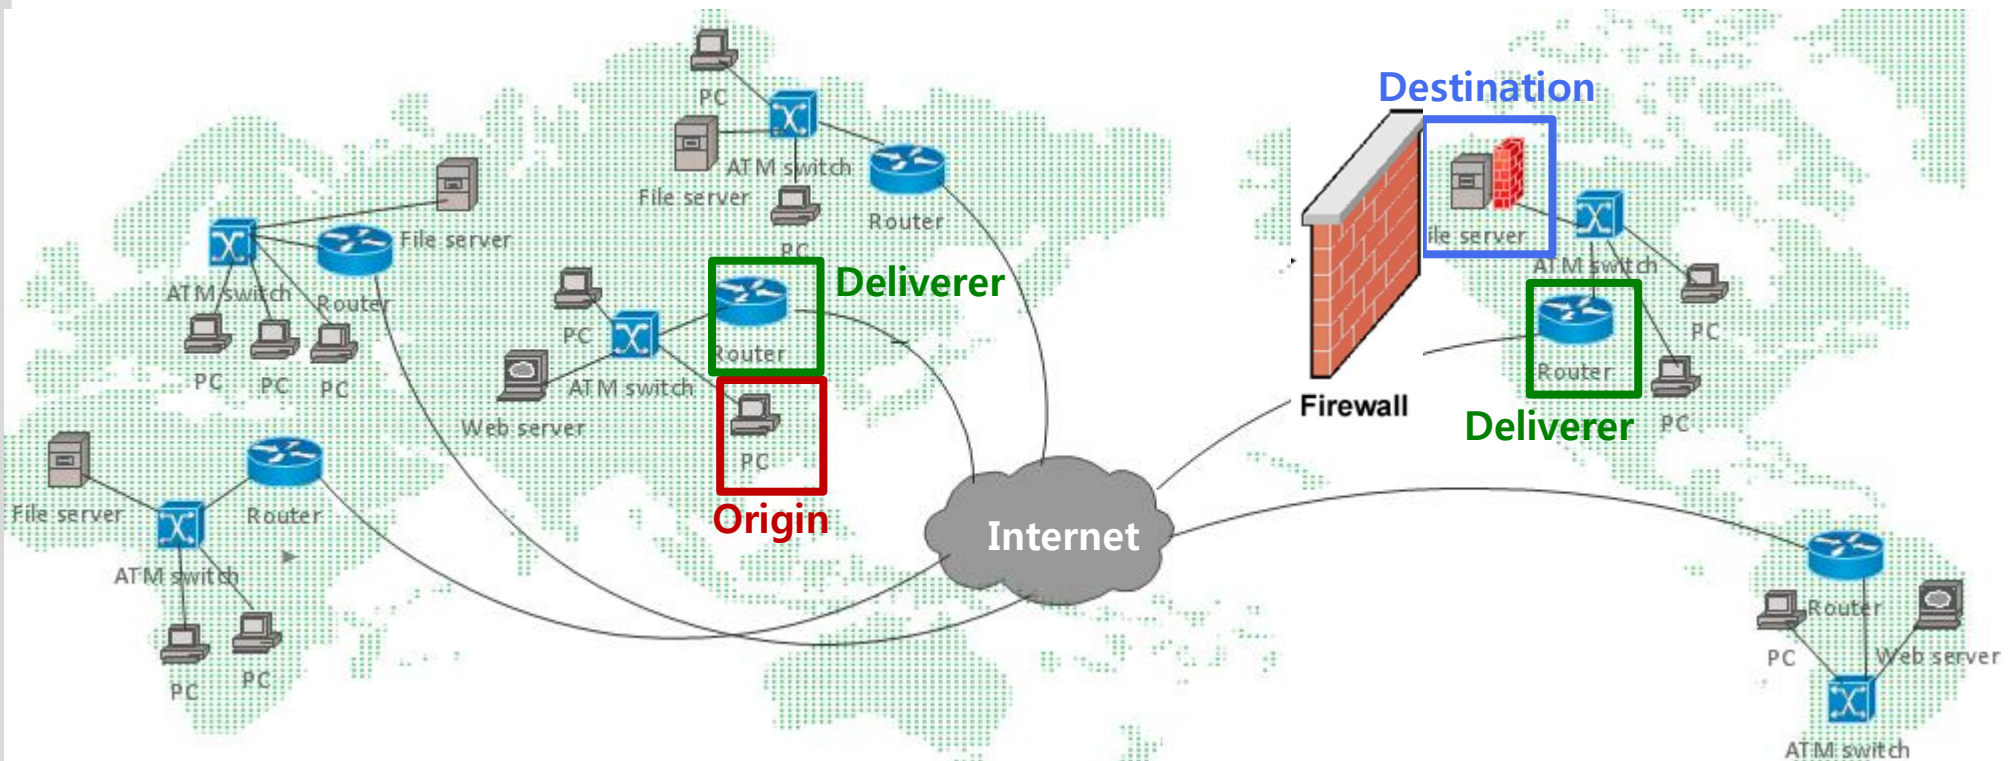 PC
ATM switch
File server
PC
Router
Destination
ile server
ATM switch
PC
Router
PC
Deliverer
Firewall
File server
ATM switch
Router
PC
PC
PC
Deliverer
Router
PC
ATM switch
Web server
PC
Origin
File server
Router
ATM switch
PC
PC
Internet
Router
PC
Web server
ATM switch